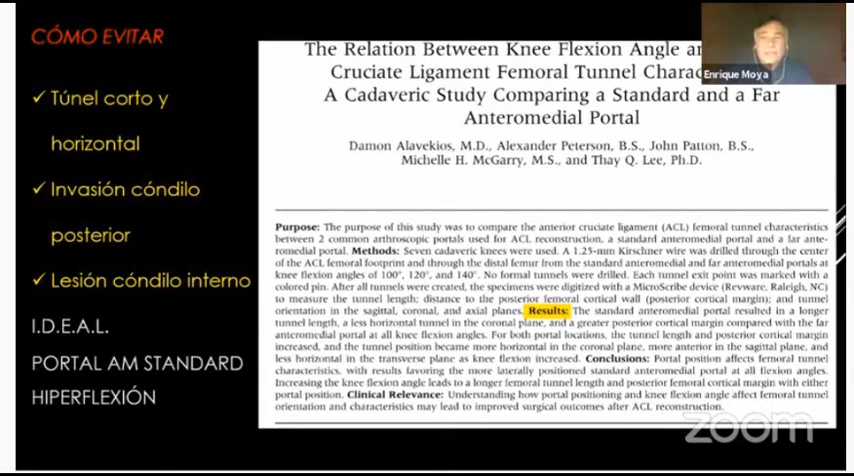 CÓMO EVITAR
✓ Túnel corto y
horizontal
✓ Invasión cóndilo
posterior
✓ Lesión cóndilo interno
I.D.E.A.L.
PORTAL AM STANDARD
HIPERFLEXIÓN
The Relation Between Knee Flexion Angle an
Cruciate Ligament Femoral Tunnel Charac
A Cadaveric Study Comparing a Standard and a Far
Anteromedial Portal
Damon Alavekios, M.D., Alexander Peterson, B.S., John Patton, B.S.,
Michelle H. McGarry, M.S., and Thay Q. Lee, Ph.D.
Purpose: The purpose of this study was to compare the anterior cruciate ligament (ACL) femoral tunnel characteristics
between 2 common arthroscopic portals used for ACL reconstruction, a standard anteromedial portal and a far ante-
romedial portal. Methods: Seven cadaveric knees were used. A 1.25-mm Kirschner wire was drilled through the center
of the ACL femoral footprint and through the distal femur from the standard anteromedial and far anteromedial portals at
knee flexion angles of 100°, 120°, and 140°. No formal tunnels were drilled. Each tunnel exit point was marked with a
colored pin. After all tunnels were created, the specimens were digitized with a MicroScribe device (Revware, Raleigh, NC)
to measure the tunnel length; distance to the posterior femoral cortical wall (posterior cortical margin); and tunnel
orientation in the sagittal, coronal, and axial planes. Results: The standard anteromedial portal resulted in a longer
tunnel length, a less horizontal tunnel in the coronal plane, and a greater posterior cortical margin compared with the far
anteromedial portal at all knee flexion angles. For both portal locations, the tunnel length and posterior cortical margin
increased, and the tunnel position became more horizontal in the coronal plane, more anterior in the sagittal plane, and
less horizontal in the transverse plane as knee flexion increased. Conclusions: Portal position affects femoral tunnel
characteristics, with results favoring the more laterally positioned standard anteromedial portal at all flexion angles.
Increasing the knee flexion angle leads to a longer femoral tunnel length and posterior femoral cortical margin with either
portal position. Clinical Relevance: Understanding how portal positioning and knee flexion angle affect femoral tunnel
orientation and characteristics may lead to improved surgical outcomes after ACL reconstruction.
Enrique Moya
zoom